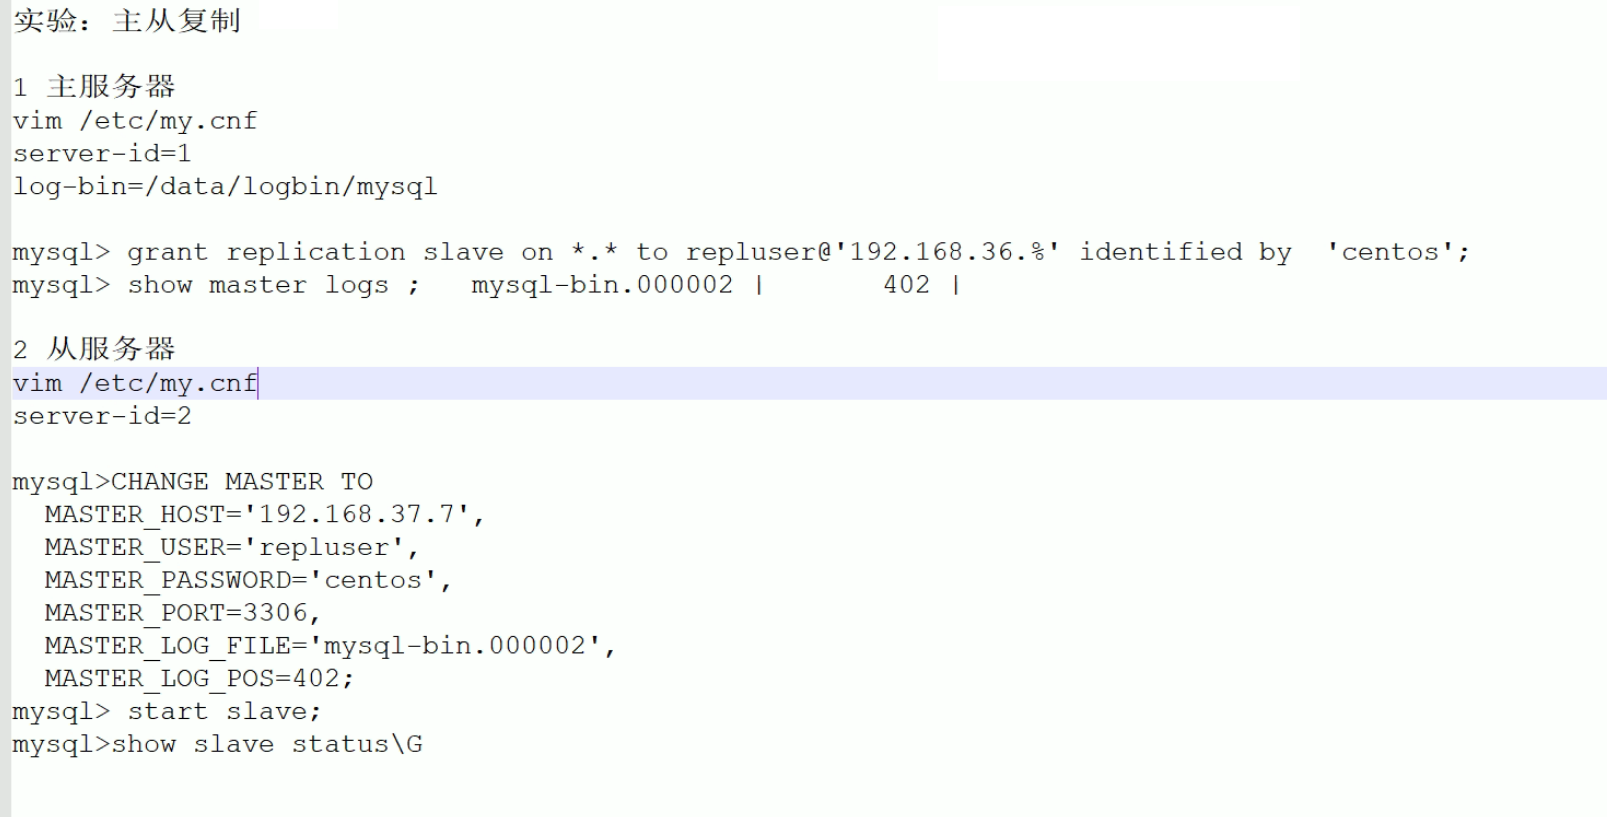 实验：主从复制
1 主服务器
vim /etc/my.cnf
server-id=1
log-bin=/data/logbin/mysql
mysql> grant replication slave on *.* to repluser@'192.168.36.%' identified by  'centos';
mysql> show master logs ;   mysql-bin.000002 |       402 |
2 从服务器
vim /etc/my.cnf
server-id=2
mysql>CHANGE MASTER TO
  MASTER_HOST='192.168.37.7',
  MASTER_USER='repluser',
  MASTER_PASSWORD='centos',
  MASTER_PORT=3306,
  MASTER_LOG_FILE='mysql-bin.000002',
  MASTER_LOG_POS=402;
mysql> start slave;
mysql>show slave status\G